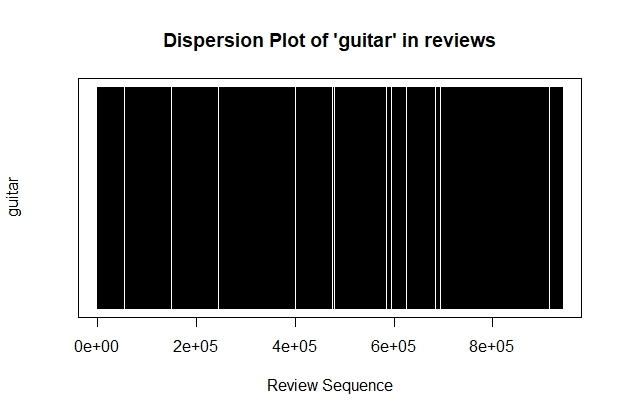 Dispersion Plot of 'guitar' in reviews
guitar
0e+00 2e+05 4e+05 6e+05 8e+05
Review Sequence